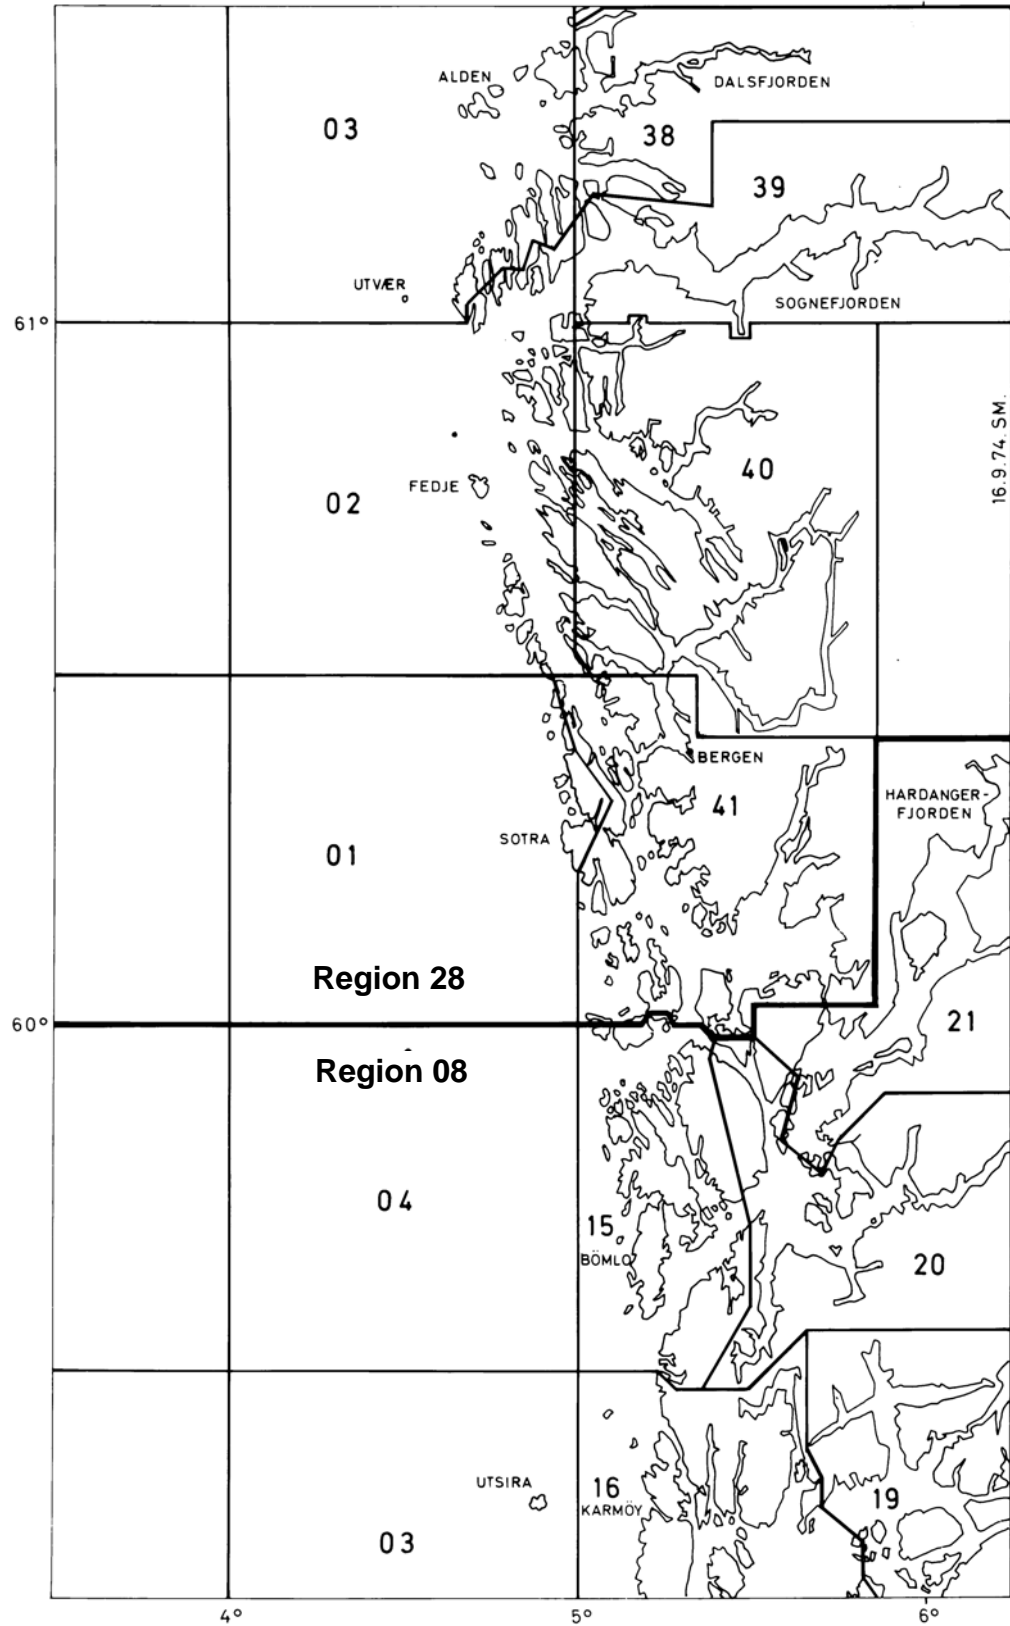 ALDEN
DALSFJORDEN
03
38
39
UTVÆR
SOGNEFJORDEN
61°
16.9.74. SM.
40
FEDJE
02
BERGEN
HARDANGER-
FJORDEN
41
SOTRA
01
Region 28
60°
21
Region 08
04
15
BÖMLO
20
UTSIRA
16
KARMÖY
19
03
4°
5°
6°